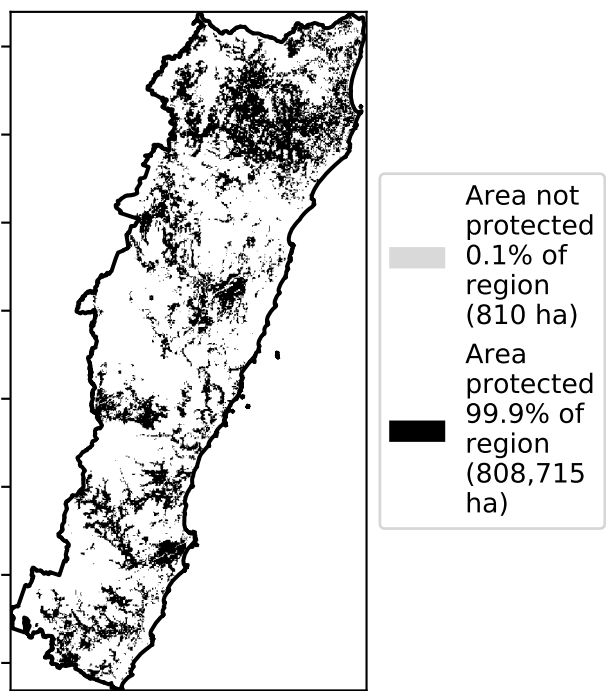 Area not
protected
0.1% of
region
(810 ha)
Area
protected
99.9% of
region
(808,715
ha)